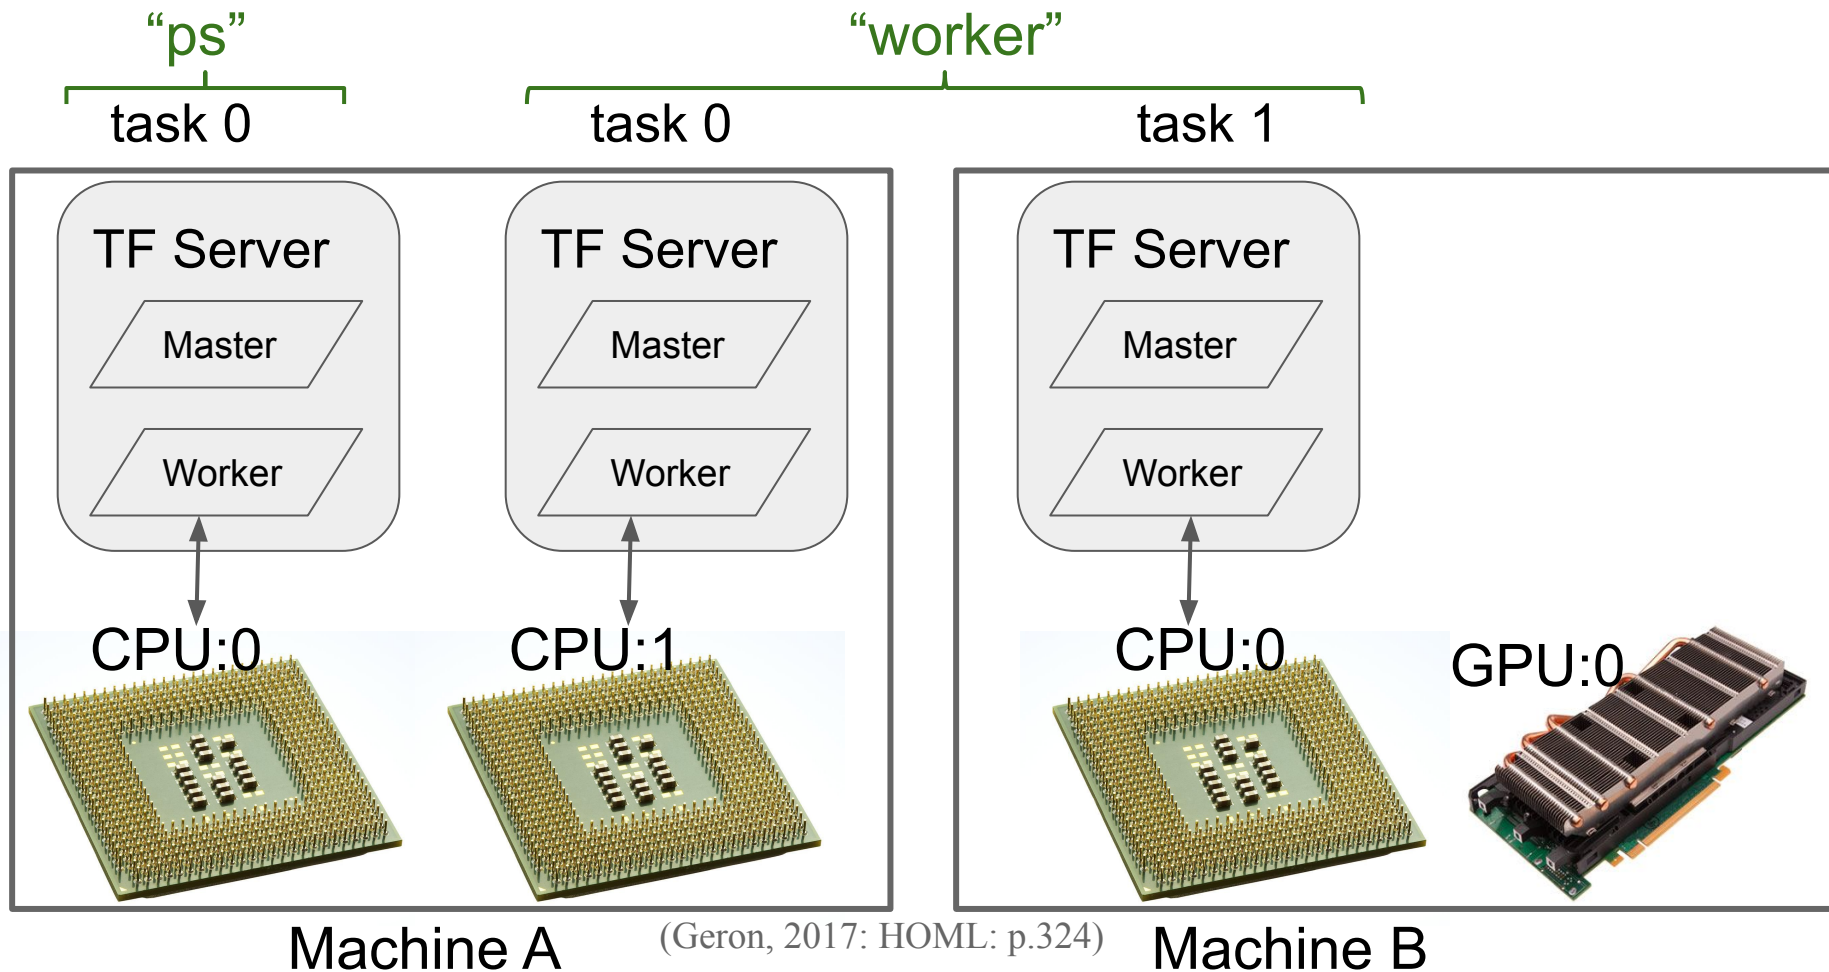 “ps”
“worker”
task 0
task 0
task 1
TF Server
TF Server
TF Server
Master
Master
Master
Worker
Worker
Worker
CPU:0
CPU:1
CPU:0
GPU:0
Machine A
(Geron, 2017: HOML: p.324)
Machine B